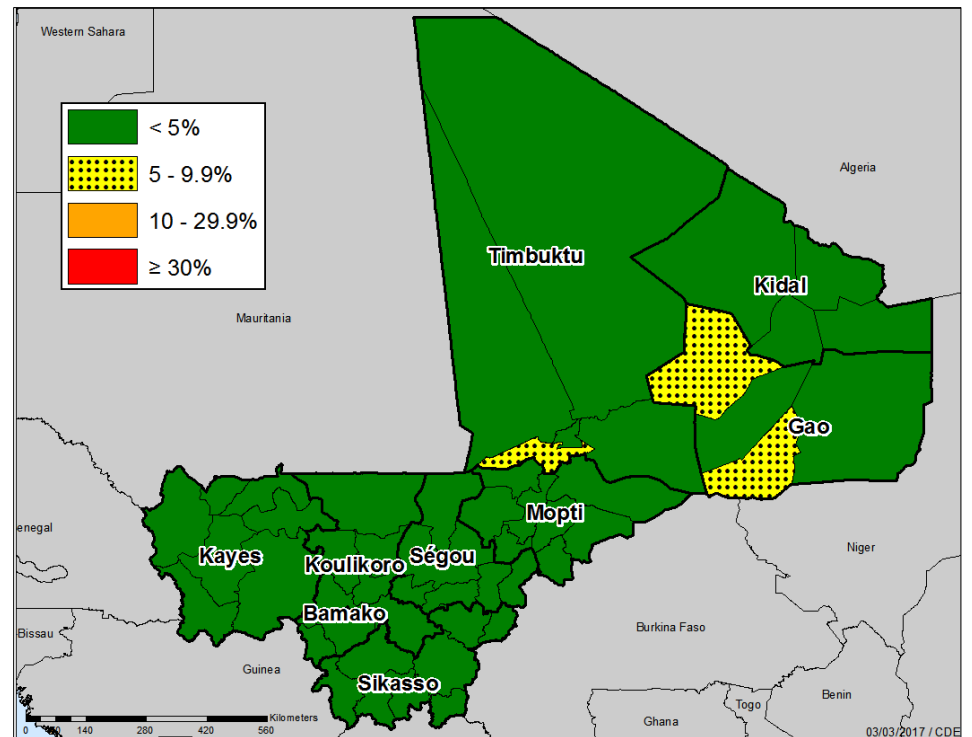 Western Sahara
< 5%
5 - 9.9%
10 - 29.9%
≥ 30%
Algeria
Timbuktu
Kidal
Mauritania
Gao
Mopti
enegal
Kayes
Koulikoro
Ségou
Niger
Bamako
Bissau
Burkina Faso
Guinea
Sikasso
Benin
Togo
Ghana
Kilometers
0
140
280
420
560
03/03/2017 / CDE